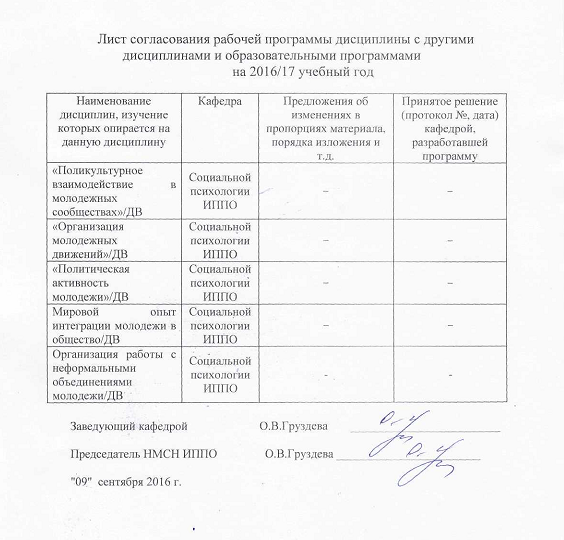 Лист согласования рабочей программы дисциплины с другими
дисциплинами и образовательными программами
на 2016/17 учебный год
Наименование
дисциплин, изучение
которых опирается на
данную дисциплину
Кафедра
Предложения об
изменениях в
пропорциях материала,
порядка изложения и
т.д.
Принятое решение
(протокол №, дата)
кафедрой,
разработавшей
программу
«Поликультурное
взаимодействие в
молодежных
сообществах»/ДВ
Социальной
психологии
ИППО
–
–
«Организация
молодежных
движений»/ДВ
Социальной
психологии
ИППО
–
–
«Политическая
активность
молодежи»/ДВ
Социальной
психологии
ИППО
–
–
Мировой опыт
интеграции молодежи в
общество/ДВ
Социальной
психологии
ИППО
–
–
Организация работы с
неформальными
объединениями
молодежи/ДВ
Социальной
психологии
ИППО
-
-
Заведующий кафедрой О.В.Груздева
Председатель НМСН ИППО О.В.Груздева
"09" сентября 2016 г.